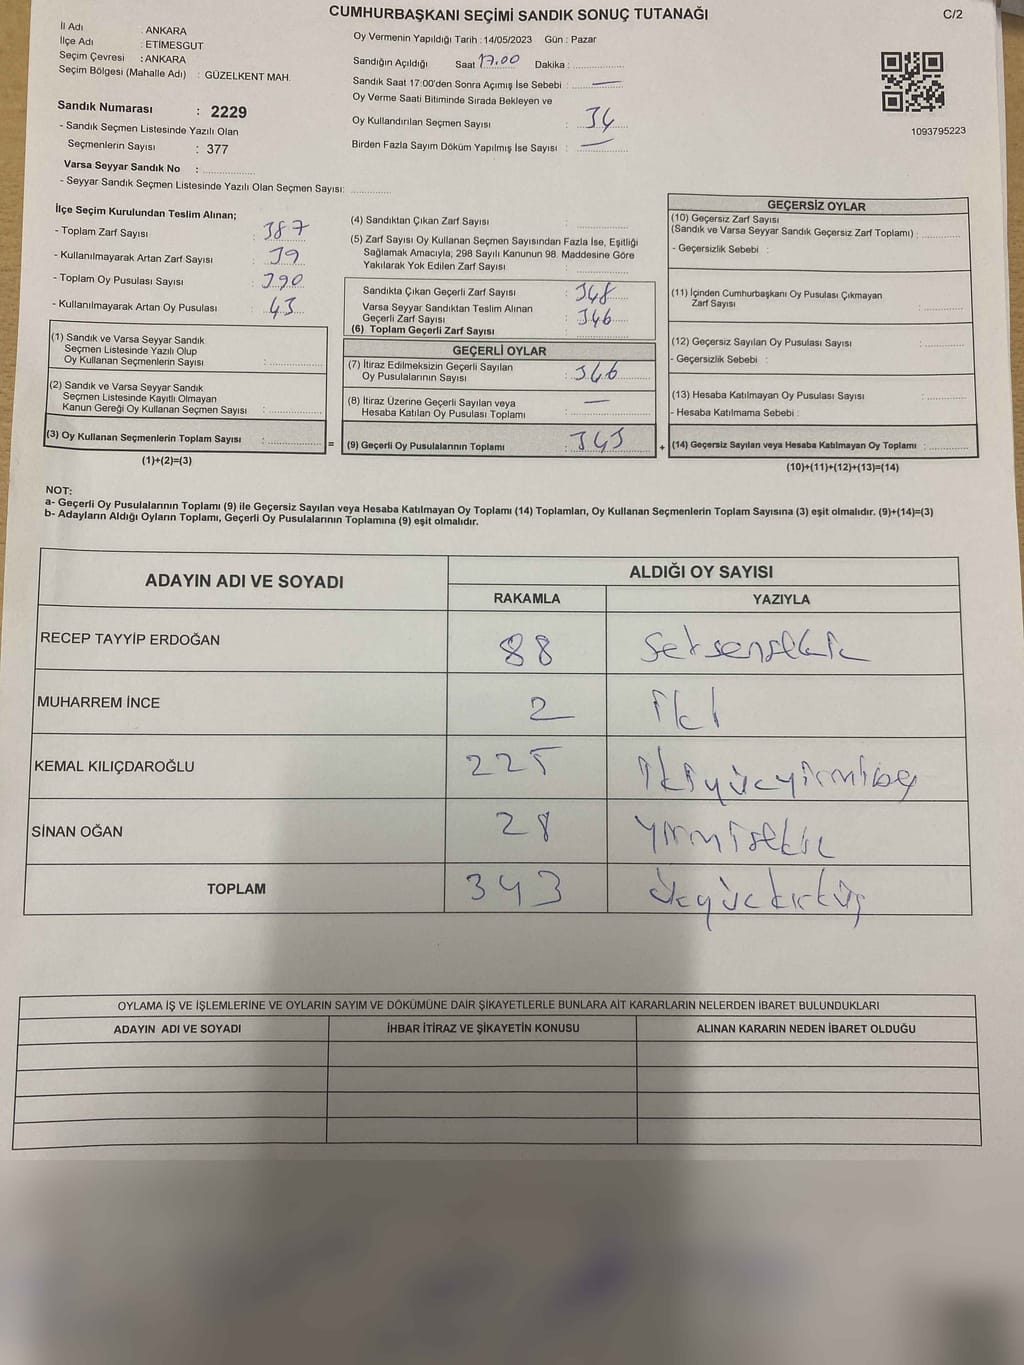 CUMHURBAŞKANI SEÇİMİ SANDIK SONUÇ TUTANAĞI
C/2
İl Adı : ANKARA
İlçe Adı : ETİMESGUT
Seçim Çevresi : ANKARA
Seçim Bölgesi (Mahalle Adı) : GÜZELKENT MAH.
Sandık Numarası : 2229
- Sandık Seçmen Listesinde Yazılı Olan
Seçmenlerin Sayısı : 377
Varsa Seyyar Sandık No :
- Seyyar Sandık Seçmen Listesinde Yazılı Olan Seçmen Sayısı:
Oy Vermenin Yapıldığı Tarih :14/05/2023 Gün : Pazar
Sandığın Açıldığı Saat 17.00 Dakika :
Sandık Saat 17:00'den Sonra Açımış İse Sebebi : —
Oy Verme Saati Bitiminde Sırada Bekleyen ve
Oy Kullandırılan Seçmen Sayısı : 34
Birden Fazla Sayım Döküm Yapılmış İse Sayısı : —
1093795223
İlçe Seçim Kurulundan Teslim Alınan;
- Toplam Zarf Sayısı : 387
- Kullanılmayarak Artan Zarf Sayısı : 39
- Toplam Oy Pusulası Sayısı : 390
- Kullanılmayarak Artan Oy Pusulası : 43
(1) Sandık ve Varsa Seyyar Sandık
Seçmen Listesinde Yazılı Olup
Oy Kullanan Seçmenlerin Sayısı :
(2) Sandık ve Varsa Seyyar Sandık
Seçmen Listesinde Kayıtlı Olmayan
Kanun Gereği Oy Kullanan Seçmen Sayısı :
(3) Oy Kullanan Seçmenlerin Toplam Sayısı : =
(1)+(2)=(3)
(4) Sandıktan Çıkan Zarf Sayısı :
(5) Zarf Sayısı Oy Kullanan Seçmen Sayısından Fazla İse, Eşitliği
Sağlamak Amacıyla, 298 Sayılı Kanunun 98. Maddesine Göre
Yakılarak Yok Edilen Zarf Sayısı :
Sandıkta Çıkan Geçerli Zarf Sayısı : 348
Varsa Seyyar Sandıktan Teslim Alınan
Geçerli Zarf Sayısı : 346
(6) Toplam Geçerli Zarf Sayısı :
GEÇERLİ OYLAR
(7) İtiraz Edilmeksizin Geçerli Sayılan
Oy Pusulalarının Sayısı : 346
(8) İtiraz Üzerine Geçerli Sayılan veya
Hesaba Katılan Oy Pusulası Toplamı : —
(9) Geçerli Oy Pusulalarının Toplamı : 343 +
GEÇERSİZ OYLAR
(10) Geçersiz Zarf Sayısı
(Sandık ve Varsa Seyyar Sandık Geçersiz Zarf Toplamı) :
- Geçersizlik Sebebi :
(11) İçinden Cumhurbaşkanı Oy Pusulası Çıkmayan
Zarf Sayısı :
(12) Geçersiz Sayılan Oy Pusulası Sayısı :
- Geçersizlik Sebebi :
(13) Hesaba Katılmayan Oy Pusulası Sayısı :
- Hesaba Katılmama Sebebi :
(14) Geçersiz Sayılan veya Hesaba Katılmayan Oy Toplamı :
(10)+(11)+(12)+(13)=(14)
NOT:
a- Geçerli Oy Pusulalarının Toplamı (9) ile Geçersiz Sayılan veya Hesaba Katılmayan Oy Toplamı (14) Toplamları, Oy Kullanan Seçmenlerin Toplam Sayısına (3) eşit olmalıdır. (9)+(14)=(3)
b- Adayların Aldığı Oyların Toplamı, Geçerli Oy Pusulalarının Toplamına (9) eşit olmalıdır.
ADAYIN ADI VE SOYADI
ALDIĞI OY SAYISI
RAKAMLA YAZIYLA
RECEP TAYYİP ERDOĞAN 88 seksensekiz
MUHARREM İNCE 2 iki
KEMAL KILIÇDAROĞLU 225 ikiyüzyirmibeş
SİNAN OĞAN 28 yirmisekiz
TOPLAM 343 üçyüzkırküç
OYLAMA İŞ VE İŞLEMLERİNE VE OYLARIN SAYIM VE DÖKÜMÜNE DAİR ŞİKAYETLERLE BUNLARA AİT KARARLARIN NELERDEN İBARET BULUNDUKLARI
ADAYIN ADI VE SOYADI İHBAR İTİRAZ VE ŞİKAYETİN KONUSU ALINAN KARARIN NEDEN İBARET OLDUĞU